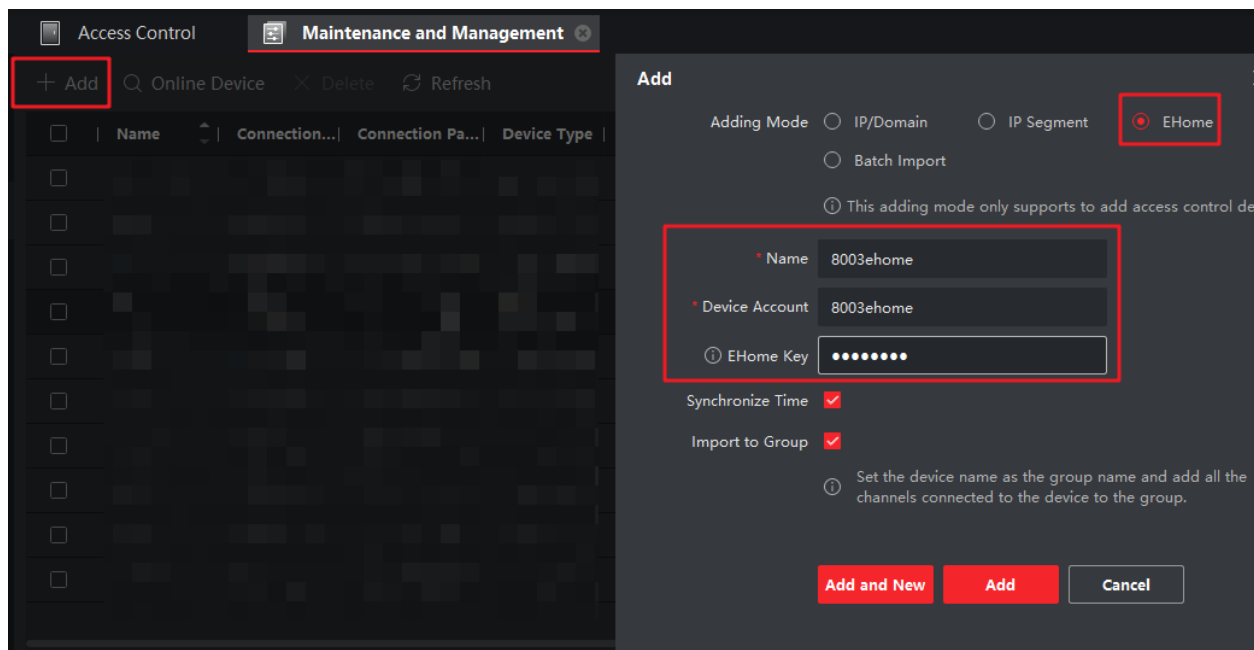 Access Control
Maintenance and Management
Add
Online Device
Delete
Refresh
Name
Connection...
Connection Pa...
Device Type
Add
Adding Mode
IP/Domain
IP Segment
EHome
Batch Import
This adding mode only supports to add access control de
* Name
8003ehome
* Device Account
8003ehome
EHome Key
●●●●●●●●
Synchronize Time
Import to Group
Set the device name as the group name and add all the
channels connected to the device to the group.
Add and New
Add
Cancel